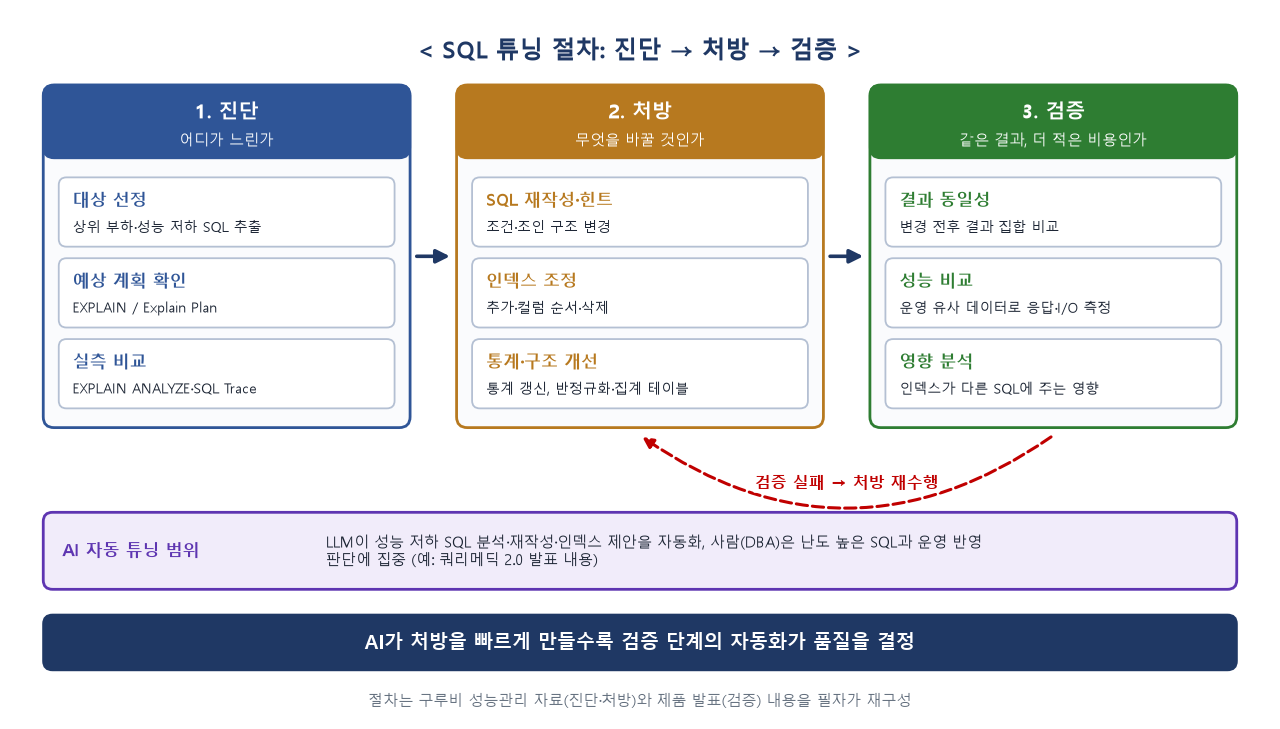 < SQL 튜닝 절차: 진단 → 처방 → 검증 >
1. 진단
어디가 느린가
대상 선정
상위 부하·성능 저하 SQL 추출
예상 계획 확인
EXPLAIN / Explain Plan
실측 비교
EXPLAIN ANALYZE·SQL Trace
2. 처방
무엇을 바꿀 것인가
SQL 재작성·힌트
조건·조인 구조 변경
인덱스 조정
추가·컬럼 순서·삭제
통계·구조 개선
통계 갱신, 반정규화·집계 테이블
3. 검증
같은 결과, 더 적은 비용인가
결과 동일성
변경 전후 결과 집합 비교
성능 비교
운영 유사 데이터로 응답·I/O 측정
영향 분석
인덱스가 다른 SQL에 주는 영향
검증 실패 → 처방 재수행
AI 자동 튜닝 범위
LLM이 성능 저하 SQL 분석·재작성·인덱스 제안을 자동화, 사람(DBA)은 난도 높은 SQL과 운영 반영
판단에 집중 (예: 쿼리메딕 2.0 발표 내용)
AI가 처방을 빠르게 만들수록 검증 단계의 자동화가 품질을 결정
절차는 구루비 성능관리 자료(진단·처방)와 제품 발표(검증) 내용을 필자가 재구성